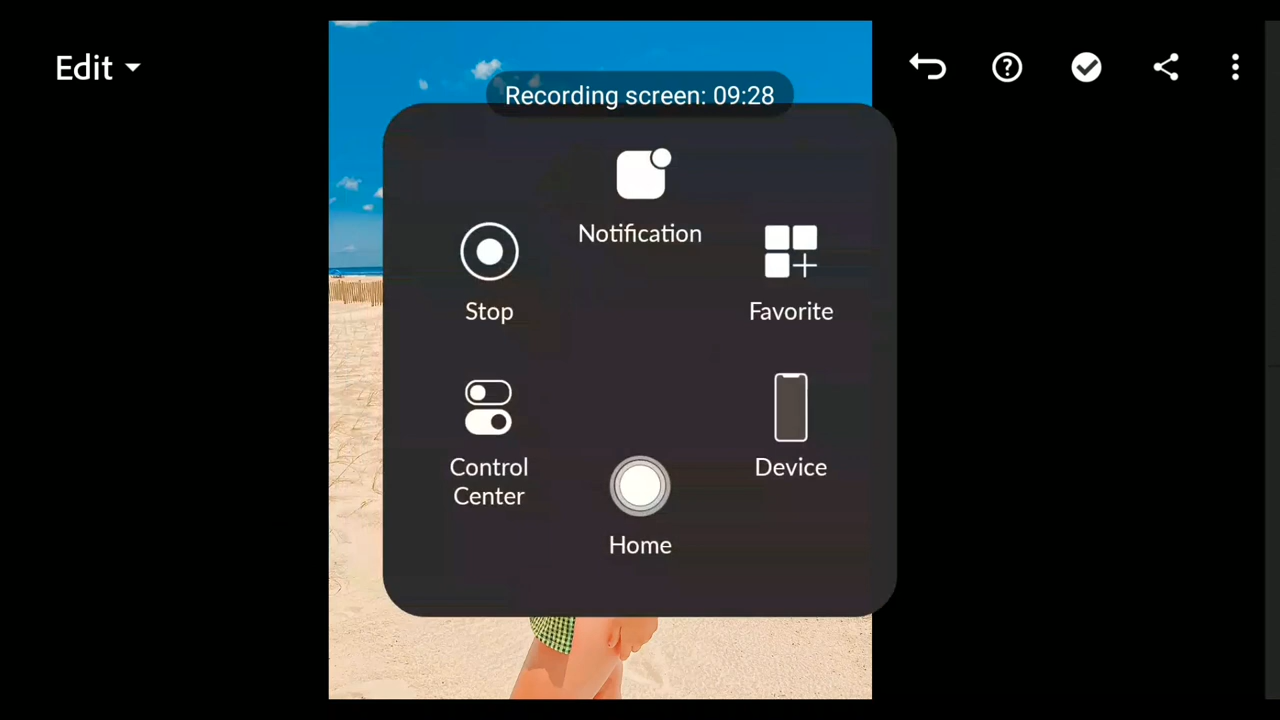 Edit
Recording screen: 09:28
Notification
Stop
Favorite
Control
Center
Device
Home